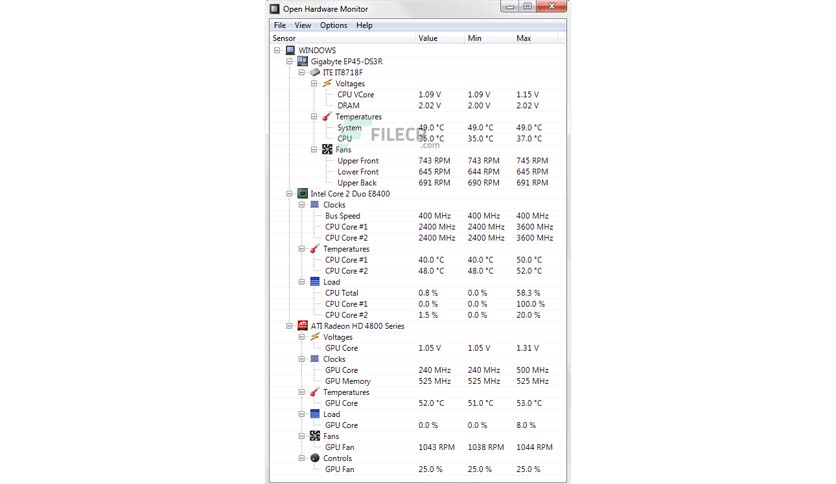 Open Hardware Monitor
File View Options Help
Sensor Value Min Max
WINDOWS
Gigabyte EP45-DS3R
ITE IT8718F
Voltages
CPU VCore 1.09 V 1.09 V 1.15 V
DRAM 2.02 V 2.00 V 2.02 V
Temperatures
System 49.0 °C 49.0 °C 49.0 °C
CPU 35.0 °C 35.0 °C 37.0 °C
FILECR
.com
Fans
Upper Front 743 RPM 743 RPM 745 RPM
Lower Front 645 RPM 644 RPM 645 RPM
Upper Back 691 RPM 690 RPM 691 RPM
Intel Core 2 Duo E8400
Clocks
Bus Speed 400 MHz 400 MHz 400 MHz
CPU Core #1 2400 MHz 2400 MHz 3600 MHz
CPU Core #2 2400 MHz 2400 MHz 3600 MHz
Temperatures
CPU Core #1 40.0 °C 40.0 °C 50.0 °C
CPU Core #2 48.0 °C 48.0 °C 52.0 °C
Load
CPU Total 0.8 % 0.0 % 58.3 %
CPU Core #1 0.0 % 0.0 % 100.0 %
CPU Core #2 1.5 % 0.0 % 20.0 %
ATI Radeon HD 4800 Series
Voltages
GPU Core 1.05 V 1.05 V 1.31 V
Clocks
GPU Core 240 MHz 240 MHz 500 MHz
GPU Memory 525 MHz 525 MHz 525 MHz
Temperatures
GPU Core 52.0 °C 51.0 °C 53.0 °C
Load
GPU Core 0.0 % 0.0 % 8.0 %
Fans
GPU Fan 1043 RPM 1038 RPM 1044 RPM
Controls
GPU Fan 25.0 % 25.0 % 25.0 %